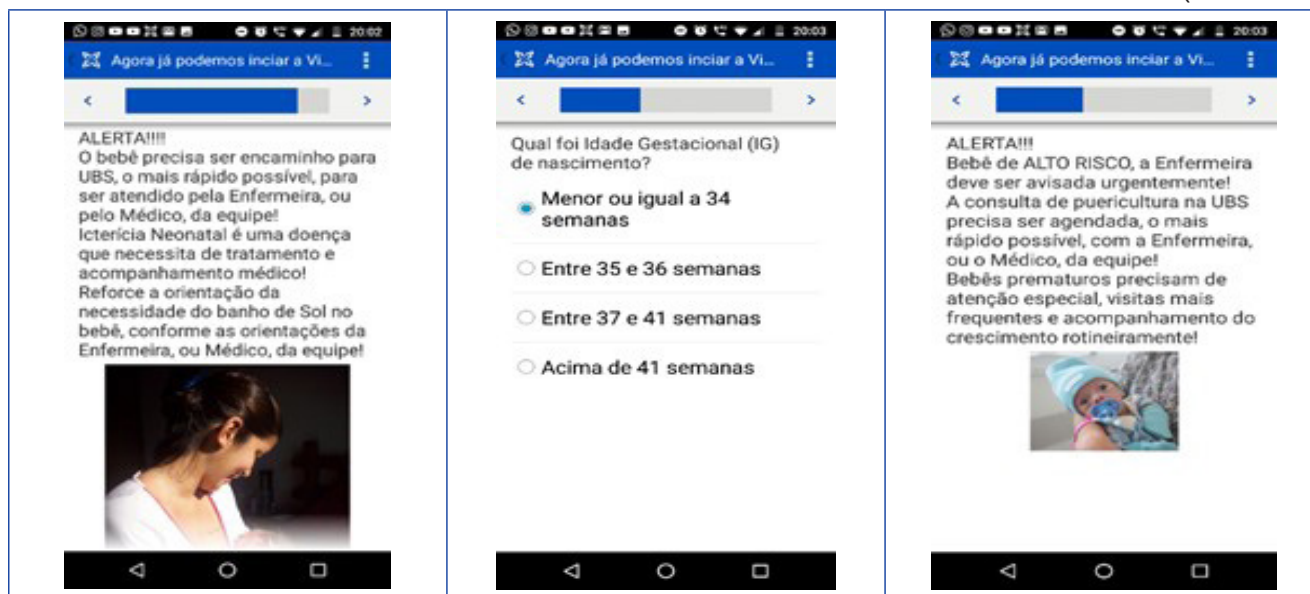 20:02
Agora já podemos inciar a Vi...
ALERTA!!!!
O bebê precisa ser encaminho para
UBS, o mais rápido possível, para
ser atendido pela Enfermeira, ou
pelo Médico, da equipe!
Icterícia Neonatal é uma doença
que necessita de tratamento e
acompanhamento médico!
Reforce a orientação da
necessidade do banho de Sol no
bebê, conforme as orientações da
Enfermeira, ou Médico, da equipe!
20:03
Agora já podemos inciar a Vi...
Qual foi Idade Gestacional (IG)
de nascimento?
Menor ou igual a 34
semanas
Entre 35 e 36 semanas
Entre 37 e 41 semanas
Acima de 41 semanas
20:03
Agora já podemos inciar a Vi...
ALERTA!!!
Bebê de ALTO RISCO, a Enfermeira
deve ser avisada urgentemente!
A consulta de puericultura na UBS
precisa ser agendada, o mais
rápido possível, com a Enfermeira,
ou o Médico, da equipe!
Bebês prematuros precisam de
atenção especial, visitas mais
frequentes e acompanhamento do
crescimento rotineiramente!